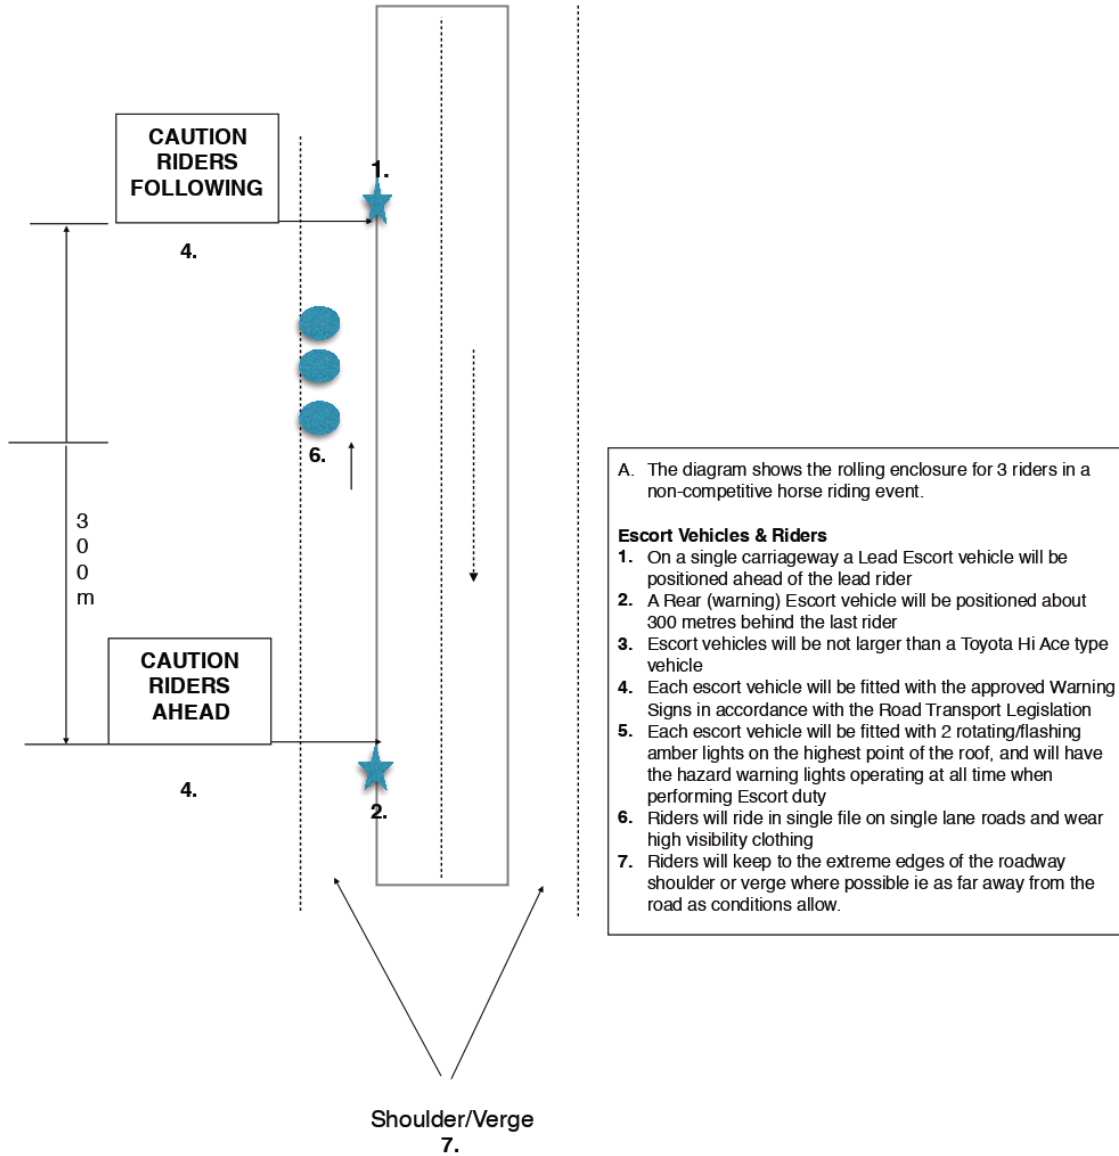 CAUTION
RIDERS
FOLLOWING
1.
4.
6.
3
0
0
m
CAUTION
RIDERS
AHEAD
4.
2.
Shoulder/Verge
7.
A. The diagram shows the rolling enclosure for 3 riders in a
non-competitive horse riding event.
Escort Vehicles & Riders
1. On a single carriageway a Lead Escort vehicle will be
positioned ahead of the lead rider
2. A Rear (warning) Escort vehicle will be positioned about
300 metres behind the last rider
3. Escort vehicles will be not larger than a Toyota Hi Ace type
vehicle
4. Each escort vehicle will be fitted with the approved Warning
Signs in accordance with the Road Transport Legislation
5. Each escort vehicle will be fitted with 2 rotating/flashing
amber lights on the highest point of the roof, and will have
the hazard warning lights operating at all time when
performing Escort duty
6. Riders will ride in single file on single lane roads and wear
high visibility clothing
7. Riders will keep to the extreme edges of the roadway
shoulder or verge where possible ie as far away from the
road as conditions allow.